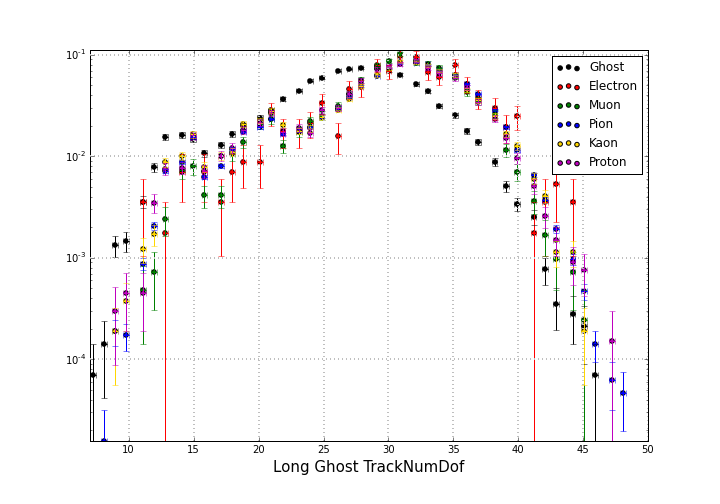 10⁻¹
10⁻²
10⁻³
10⁻⁴
Ghost
Electron
Muon
Pion
Kaon
Proton
10 15 20 25 30 35 40 45 50
Long Ghost TrackNumDof